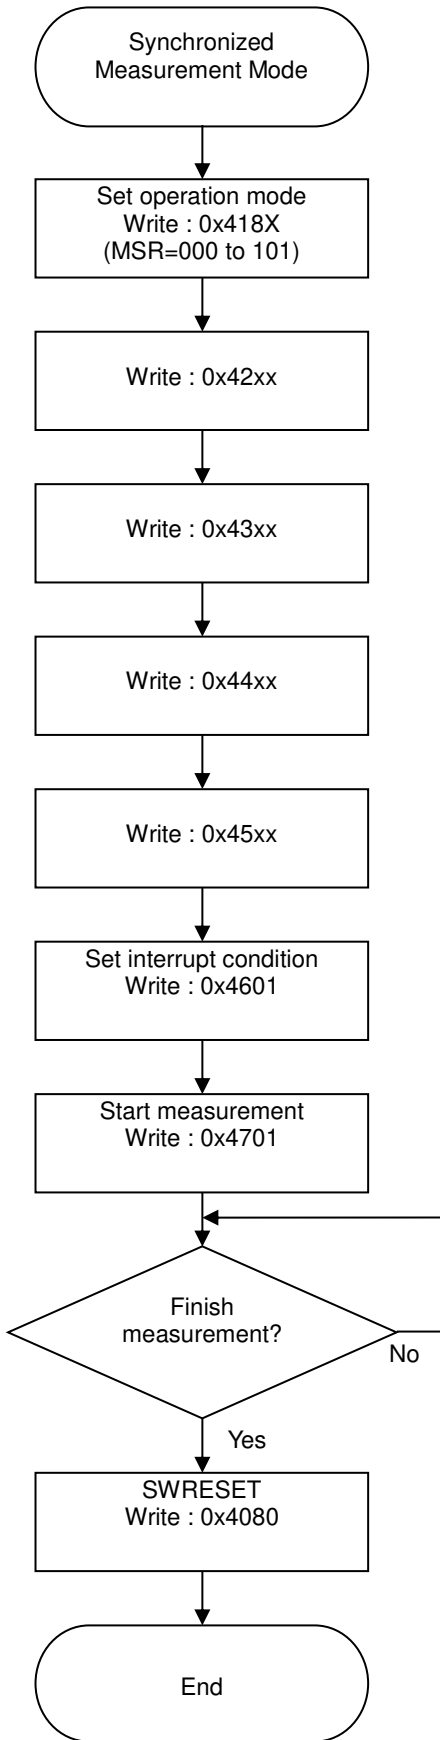 Synchronized
Measurement Mode
Set operation mode
Write : 0x418X
(MSR=000 to 101)
Write : 0x42xx
Write : 0x43xx
Write : 0x44xx
Write : 0x45xx
Set interrupt condition
Write : 0x4601
Start measurement
Write : 0x4701
Finish
measurement?
No
Yes
SWRESET
Write : 0x4080
End